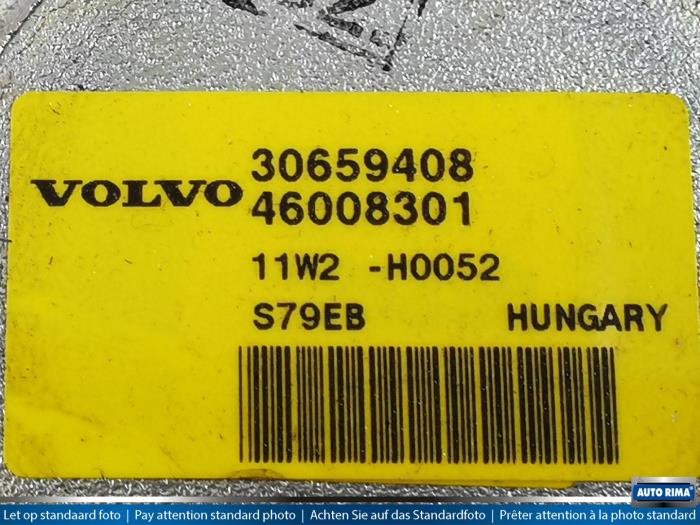 VOLVO 30659408
46008301
11W2 -H0052
S79EB HUNGARY
AUTO RIMA
Let op standaard foto | Pay attention standard photo | Achten Sie auf das Standardfoto | Prêter attention à la photo standard